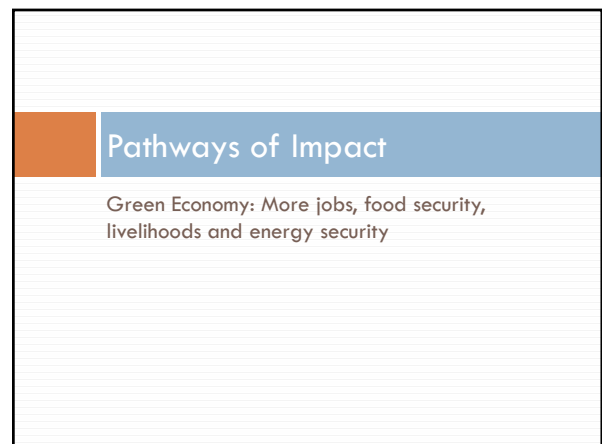 Pathways of Impact
Green Economy: More jobs, food security,
livelihoods and energy security